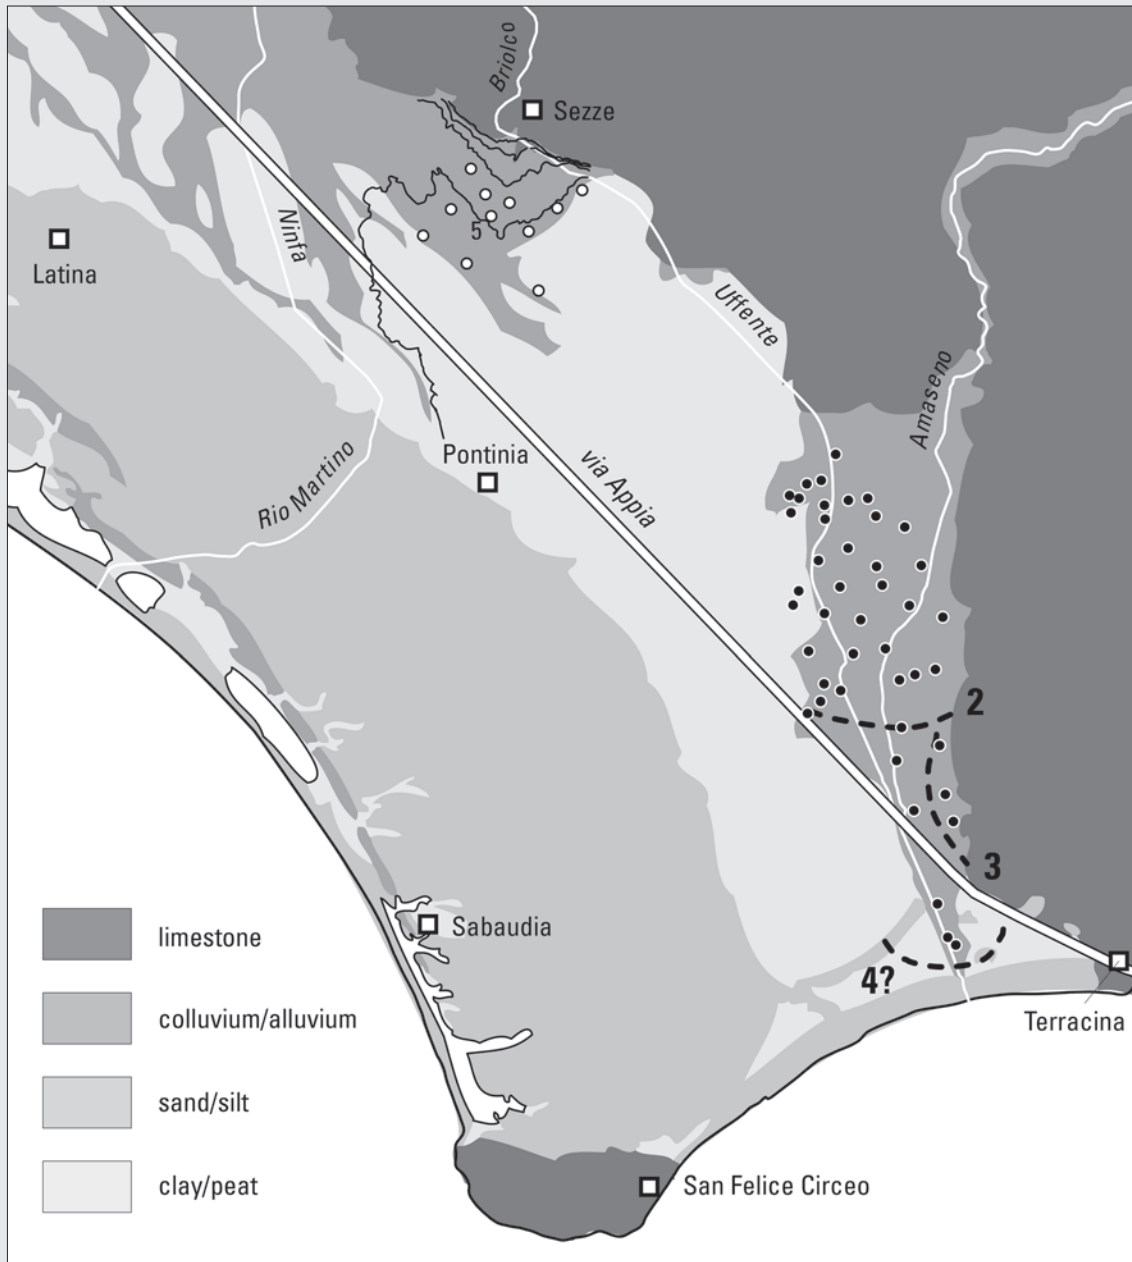 Briolco
Sezze
Ninfa
Latina
5
Uffente
Amaseno
Pontinia
via Appia
Rio Martino
2
3
Sabaudia
4?
Terracina
San Felice Circeo
limestone
colluvium/alluvium
sand/silt
clay/peat